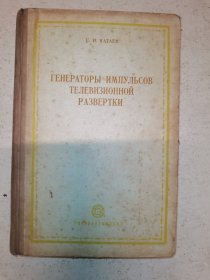 С. И. КАТАЕВ
ГЕНЕРАТОРЫ ИМПУЛЬСОВ
ТЕЛЕВИЗИОННОЙ
РАЗВЕРТКИ